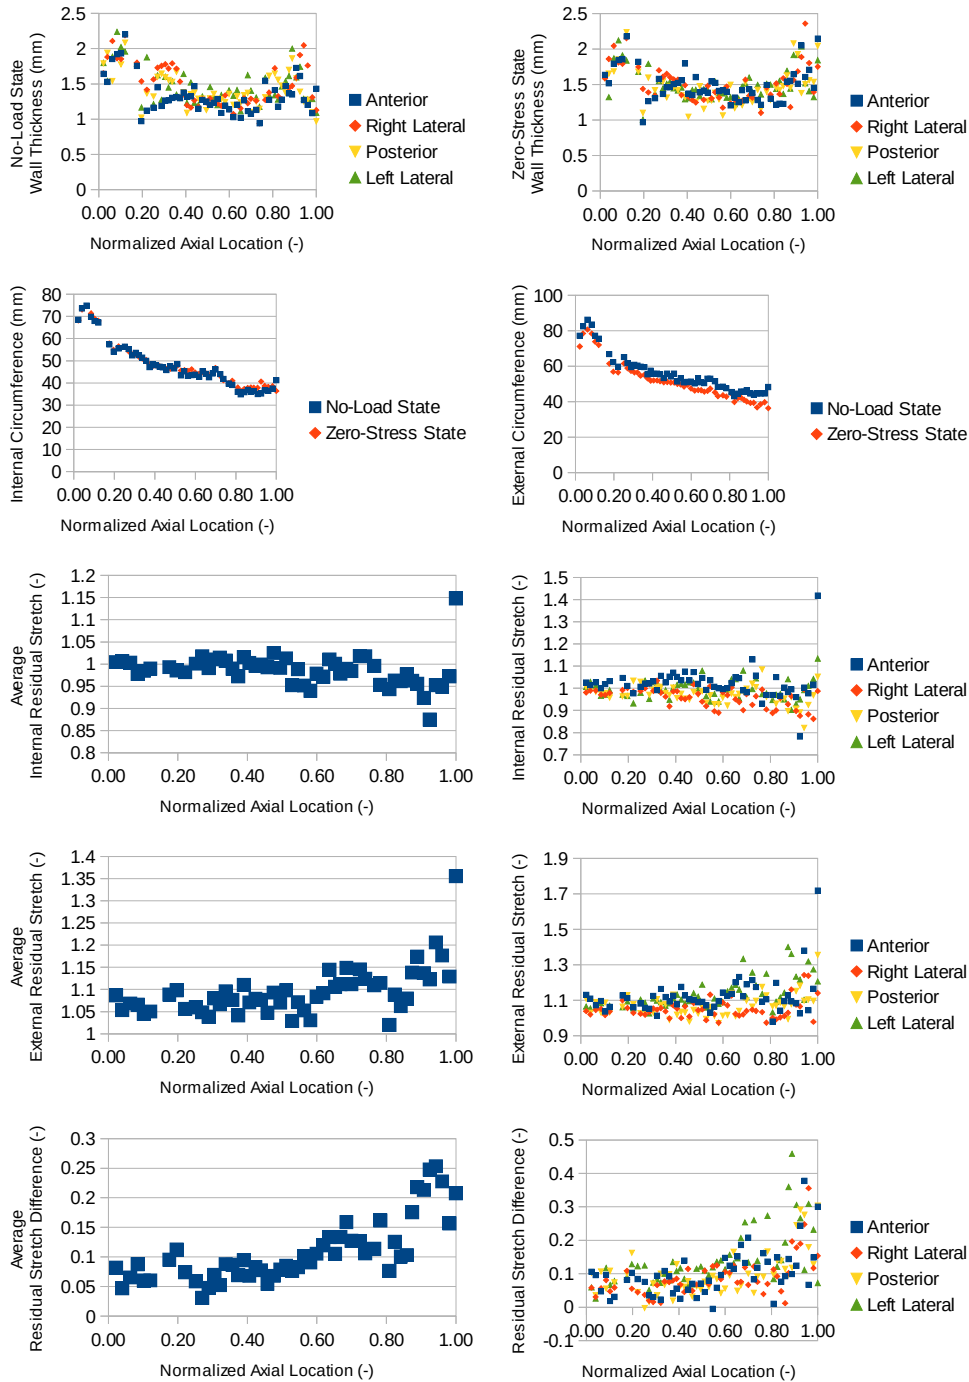 No-Load State
Wall Thickness (mm)
2.5
2
1.5
1
0.5
0
0.00 0.20 0.40 0.60 0.80 1.00
Normalized Axial Location (-)
Anterior
Right Lateral
Posterior
Left Lateral
Zero-Stress State
Wall Thickness (mm)
2.5
2
1.5
1
0.5
0
0.00 0.20 0.40 0.60 0.80 1.00
Normalized Axial Location (-)
Anterior
Right Lateral
Posterior
Left Lateral
Internal Circumference (mm)
80
70
60
50
40
30
20
10
0
0.00 0.20 0.40 0.60 0.80 1.00
Normalized Axial Location (-)
No-Load State
Zero-Stress State
External Circumference (mm)
100
80
60
40
20
0
0.00 0.20 0.40 0.60 0.80 1.00
Normalized Axial Location (-)
No-Load State
Zero-Stress State
Average
Internal Residual Stretch (-)
1.2
1.15
1.1
1.05
1
0.95
0.9
0.85
0.8
0.00 0.20 0.40 0.60 0.80 1.00
Normalized Axial Location (-)
Internal Residual Stretch (-)
1.5
1.4
1.3
1.2
1.1
1
0.9
0.8
0.7
0.00 0.20 0.40 0.60 0.80 1.00
Normalized Axial Location (-)
Anterior
Right Lateral
Posterior
Left Lateral
Average
External Residual Stretch (-)
1.4
1.35
1.3
1.25
1.2
1.15
1.1
1.05
1
0.00 0.20 0.40 0.60 0.80 1.00
Normalized Axial Location (-)
External Residual Stretch (-)
1.9
1.7
1.5
1.3
1.1
0.9
0.00 0.20 0.40 0.60 0.80 1.00
Normalized Axial Location (-)
Anterior
Right Lateral
Posterior
Left Lateral
Average
Residual Stretch Difference (-)
0.3
0.25
0.2
0.15
0.1
0.05
0
0.00 0.20 0.40 0.60 0.80 1.00
Normalized Axial Location (-)
Residual Stretch Difference (-)
0.5
0.4
0.3
0.2
0.1
0
-0.1
0.00 0.20 0.40 0.60 0.80 1.00
Normalized Axial Location (-)
Anterior
Right Lateral
Posterior
Left Lateral